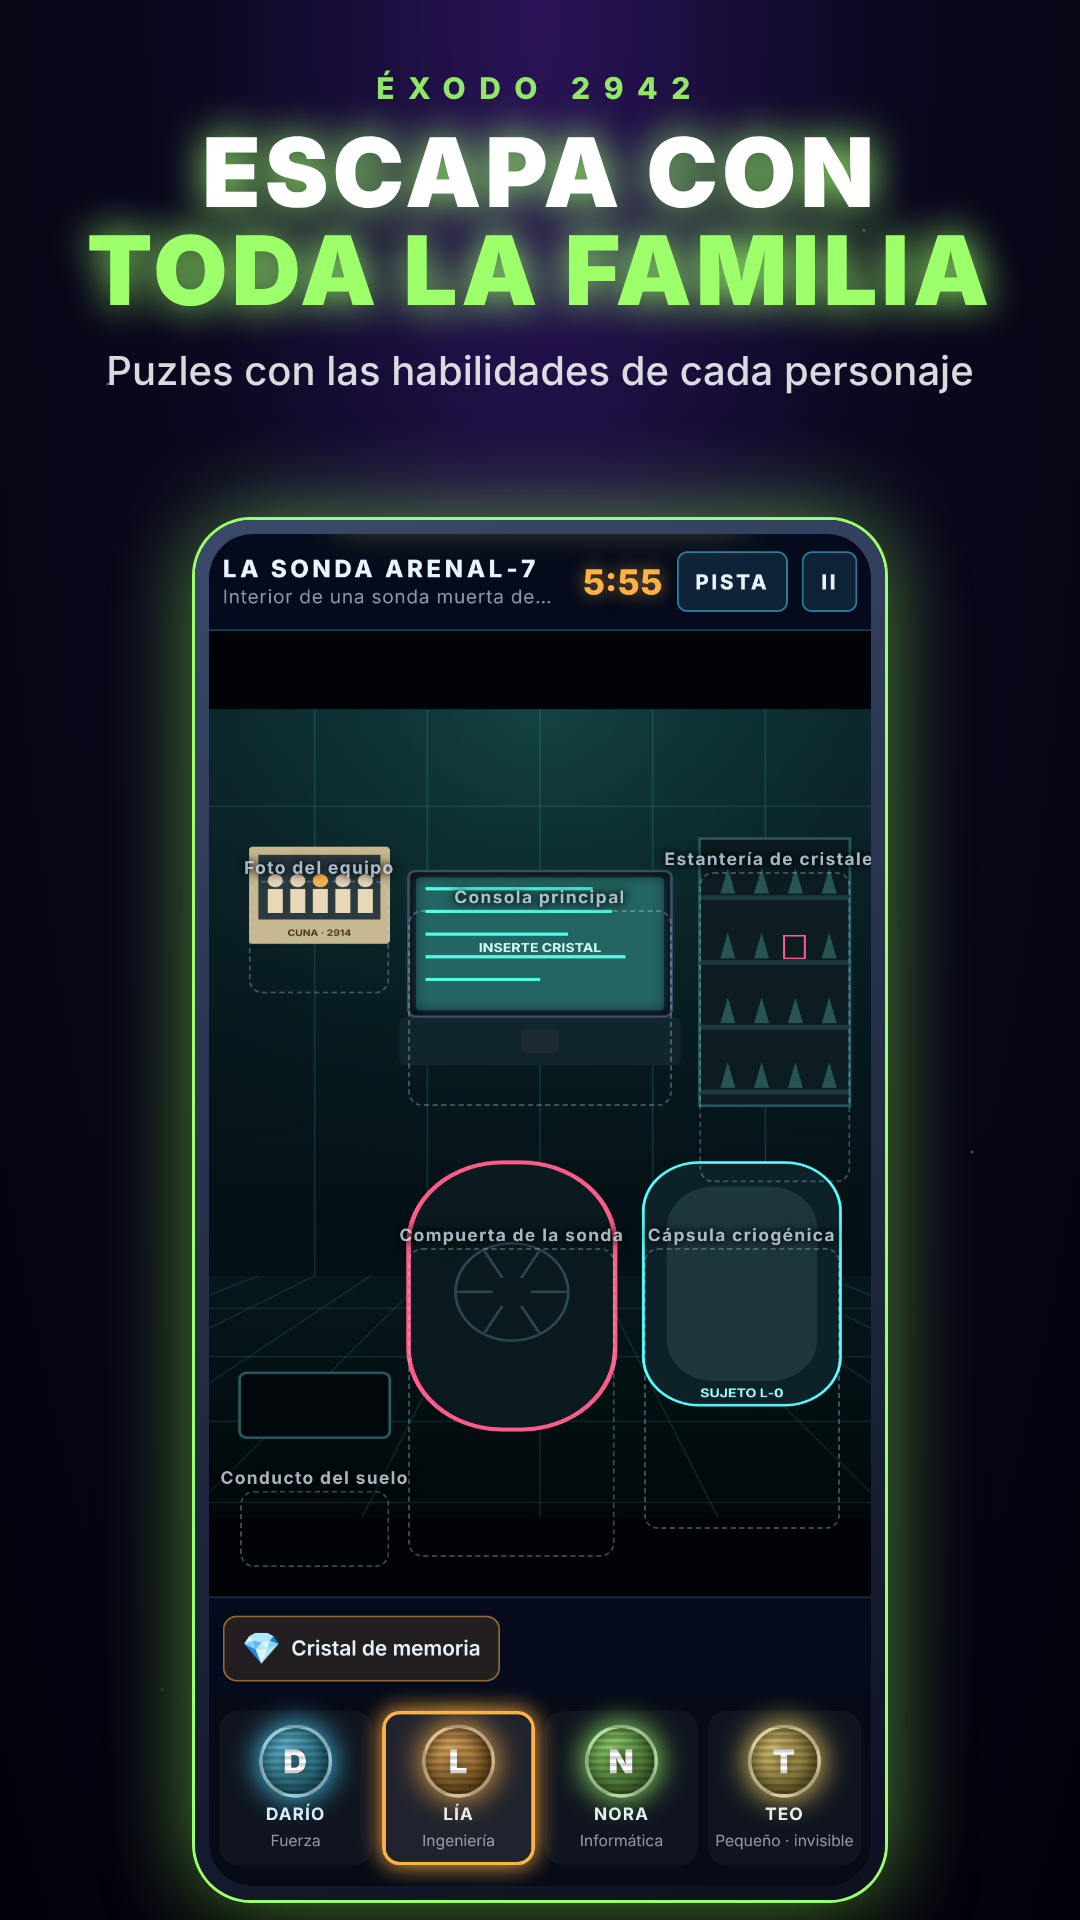 ÉXODO 2942
ESCAPA CON
TODA LA FAMILIA
Puzles con las habilidades de cada personaje
LA SONDA ARENAL-7
Interior de una sonda muerta de...
5:55
PISTA
II
Foto del equipo
CUNA · 2914
Consola principal
INSERTE CRISTAL
Estantería de cristale
Compuerta de la sonda
Cápsula criogénica
SUJETO L-0
Conducto del suelo
Cristal de memoria
D
DARÍO
Fuerza
L
LÍA
Ingeniería
N
NORA
Informática
T
TEO
Pequeño · invisible